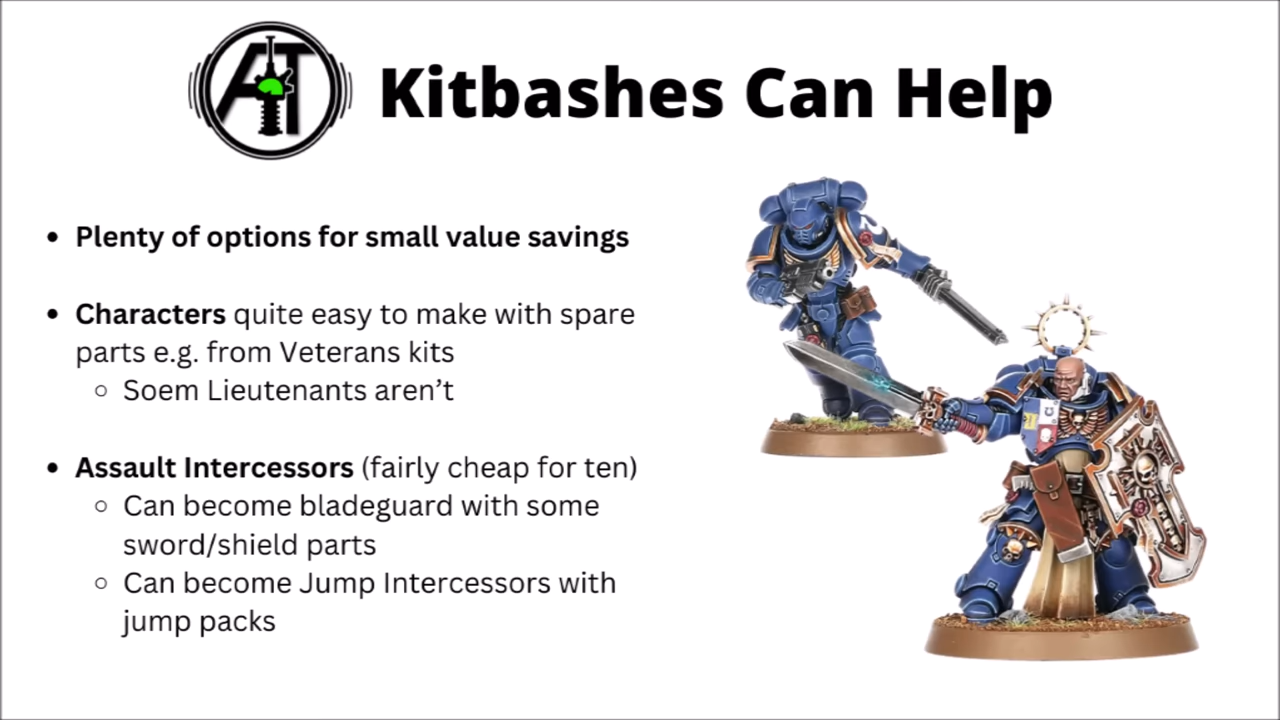 AT
Kitbashes Can Help
• Plenty of options for small value savings
• Characters quite easy to make with spare
parts e.g. from Veterans kits
○ Soem Lieutenants aren’t
• Assault Intercessors (fairly cheap for ten)
○ Can become bladeguard with some
sword/shield parts
○ Can become Jump Intercessors with
jump packs